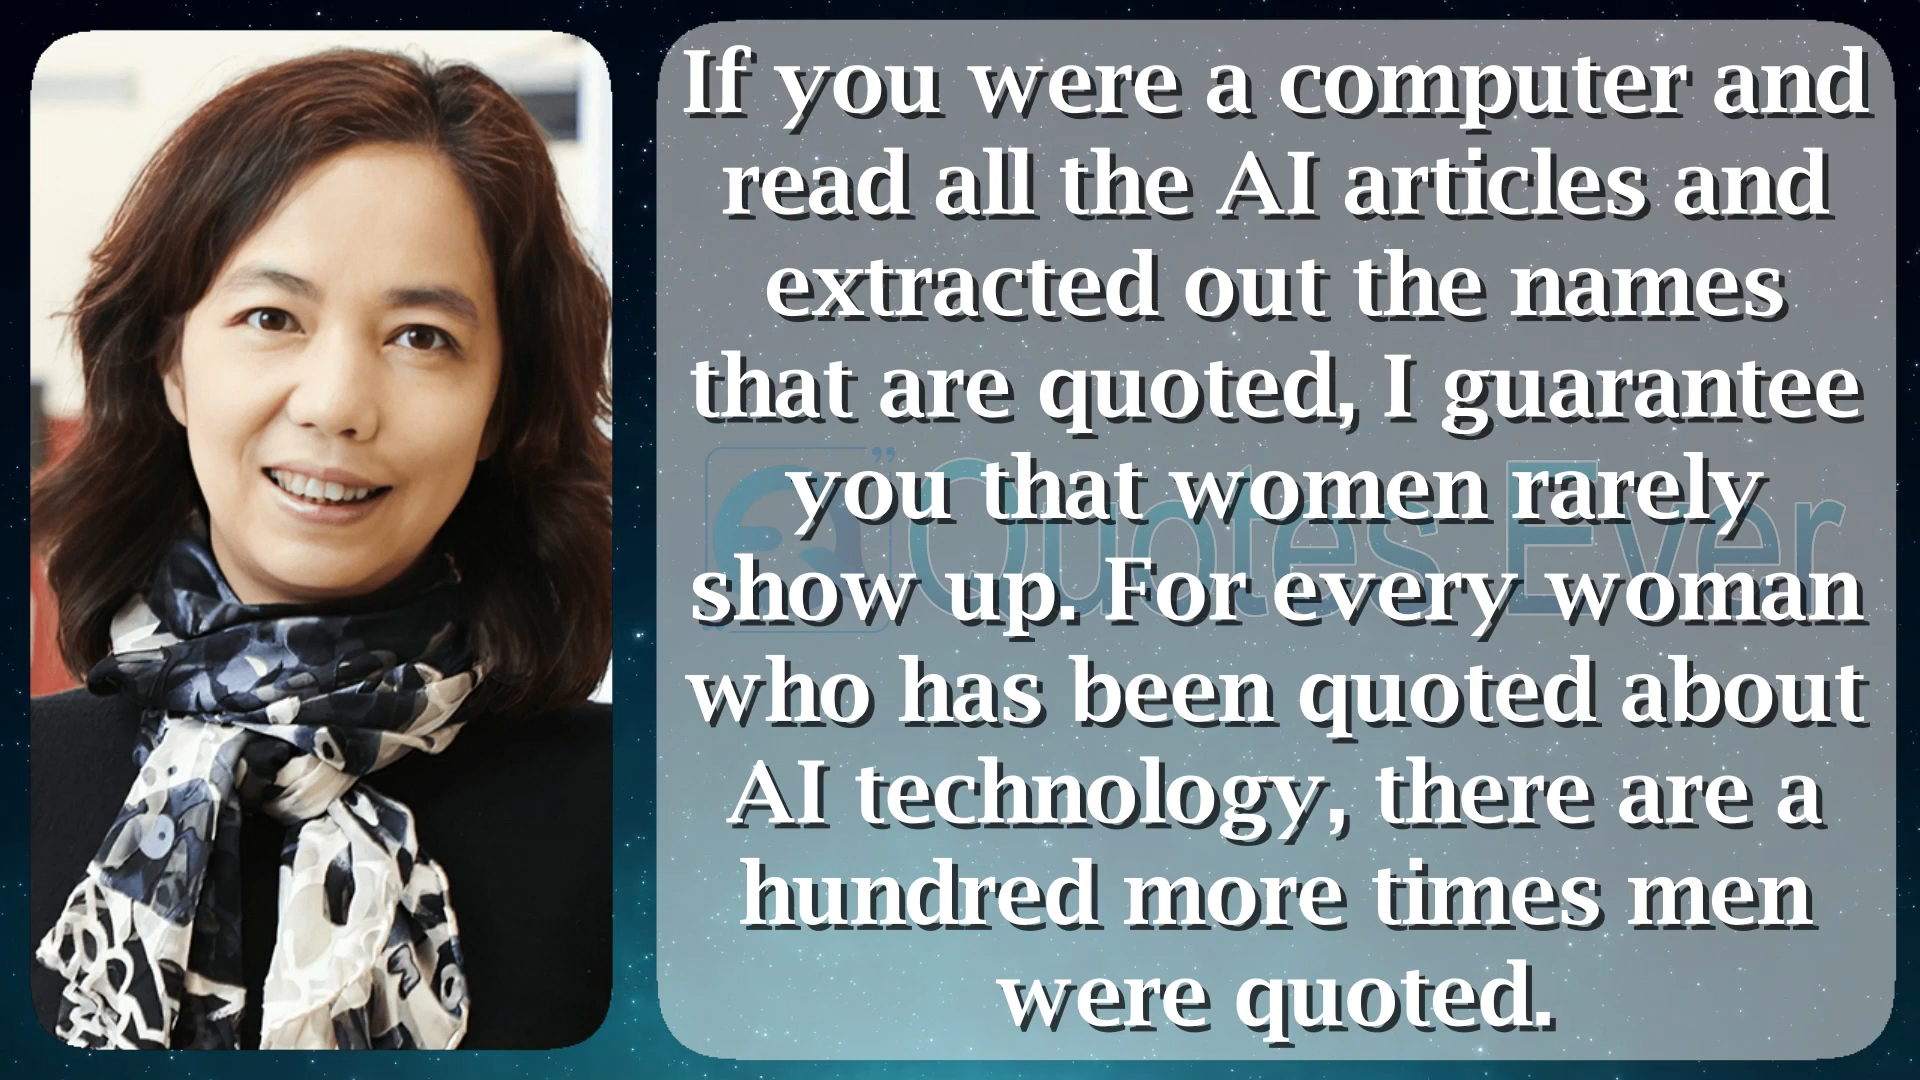 If you were a computer and
read all the AI articles and
extracted out the names
that are quoted, I guarantee
you that women rarely
show up. For every woman
who has been quoted about
AI technology, there are a
hundred more times men
were quoted.
Quotes Ever